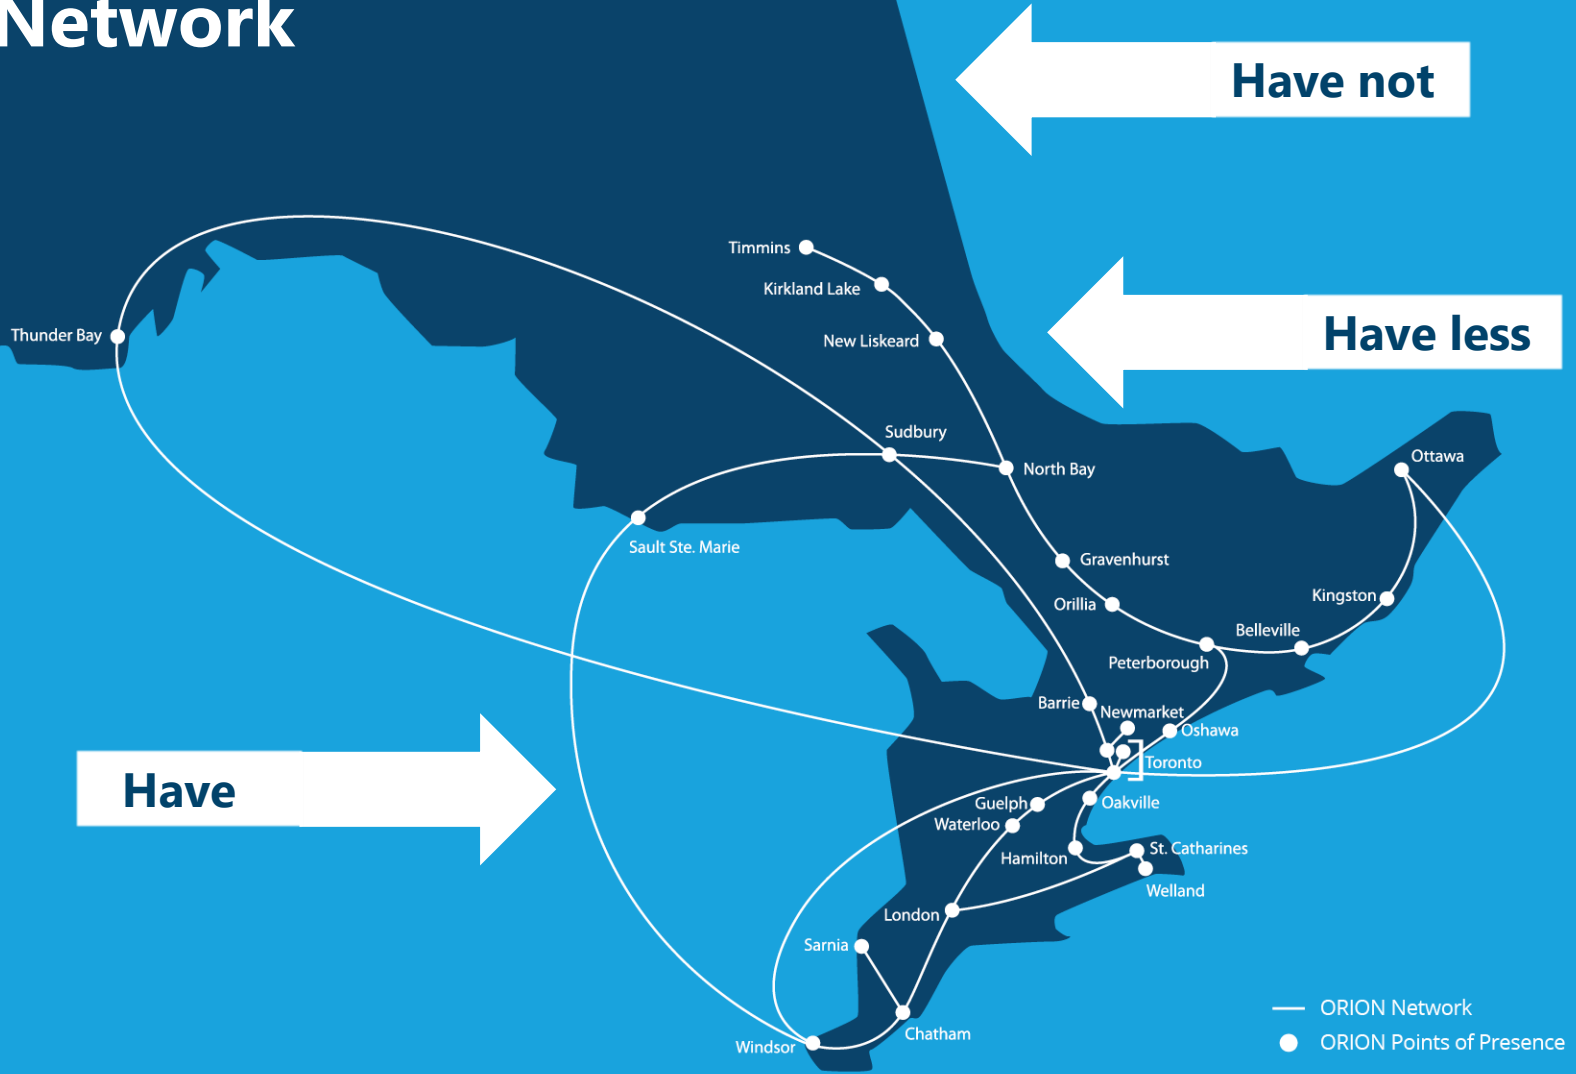 Network
Have not
Timmins
Kirkland Lake
Have less
Thunder Bay
New Liskeard
Sudbury
Ottawa
North Bay
Sault Ste. Marie
Gravenhurst
Kingston
Orillia
Belleville
Peterborough
Barrie
Newmarket
Oshawa
Toronto
Have
Guelph
Oakville
Waterloo
Hamilton
St. Catharines
Welland
London
Sarnia
ORION Network
Chatham
ORION Points of Presence
Windsor